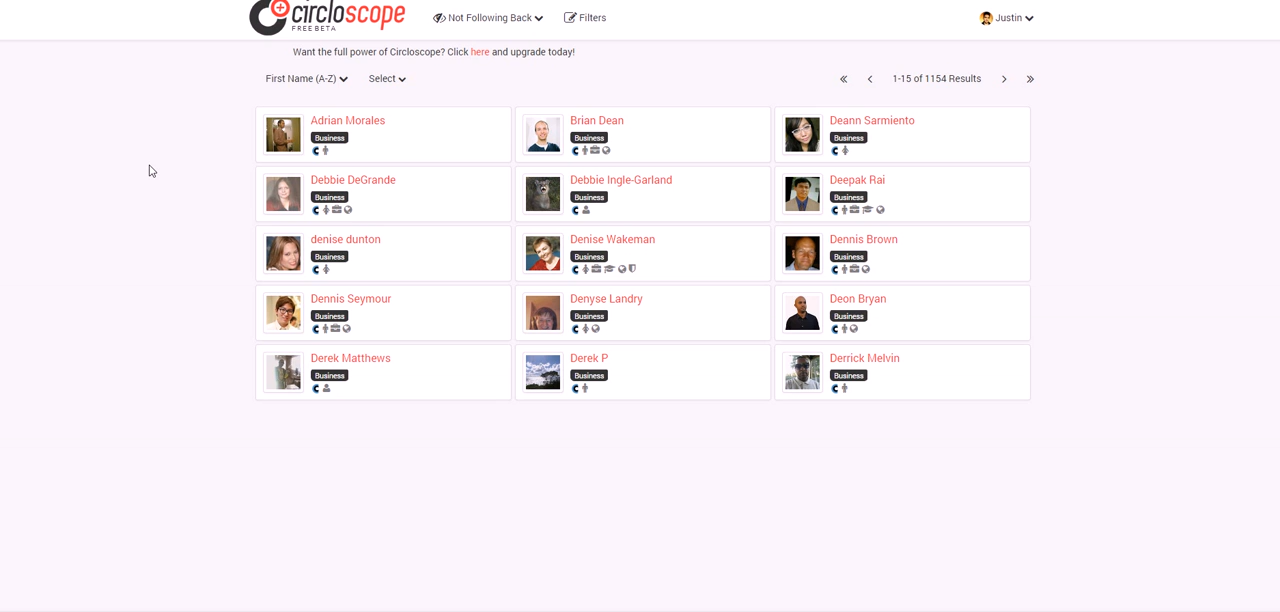 circloscope
FREE BETA
Not Following Back
Filters
Justin
Want the full power of Circloscope? Click here and upgrade today!
First Name (A-Z)
Select
1-15 of 1154 Results
Adrian Morales
Business
Brian Dean
Business
Deann Sarmiento
Business
Debbie DeGrande
Business
Debbie Ingle-Garland
Business
Deepak Rai
Business
denise dunton
Business
Denise Wakeman
Business
Dennis Brown
Business
Dennis Seymour
Business
Denyse Landry
Business
Deon Bryan
Business
Derek Matthews
Business
Derek P
Business
Derrick Melvin
Business